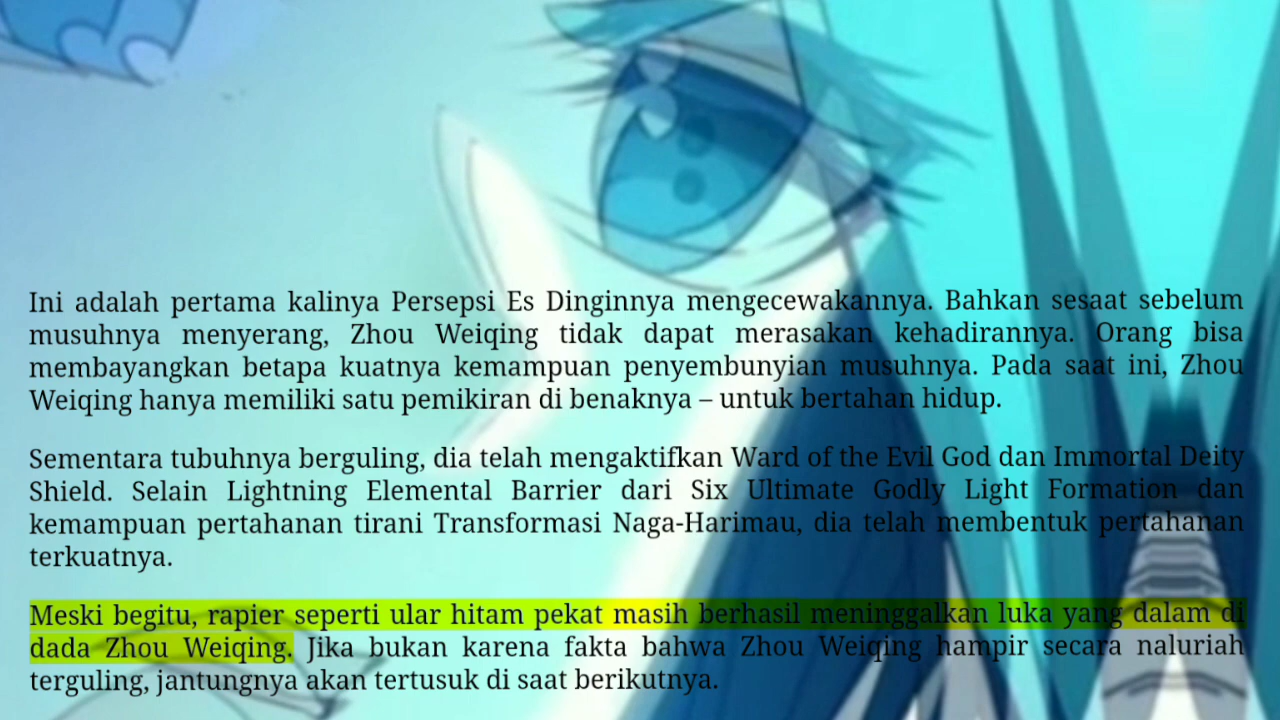 Ini adalah pertama kalinya Persepsi Es Dinginnya mengecewakannya. Bahkan sesaat sebelum
musuhnya menyerang, Zhou Weiqing tidak dapat merasakan kehadirannya. Orang bisa
membayangkan betapa kuatnya kemampuan penyembunyian musuhnya. Pada saat ini, Zhou
Weiqing hanya memiliki satu pemikiran di benaknya – untuk bertahan hidup.
Sementara tubuhnya berguling, dia telah mengaktifkan Ward of the Evil God dan Immortal Deity
Shield. Selain Lightning Elemental Barrier dari Six Ultimate Godly Light Formation dan
kemampuan pertahanan tirani Transformasi Naga-Harimau, dia telah membentuk pertahanan
terkuatnya.
Meski begitu, rapier seperti ular hitam pekat masih berhasil meninggalkan luka yang dalam di
dada Zhou Weiqing. Jika bukan karena fakta bahwa Zhou Weiqing hampir secara naluriah
terguling, jantungnya akan tertusuk di saat berikutnya.